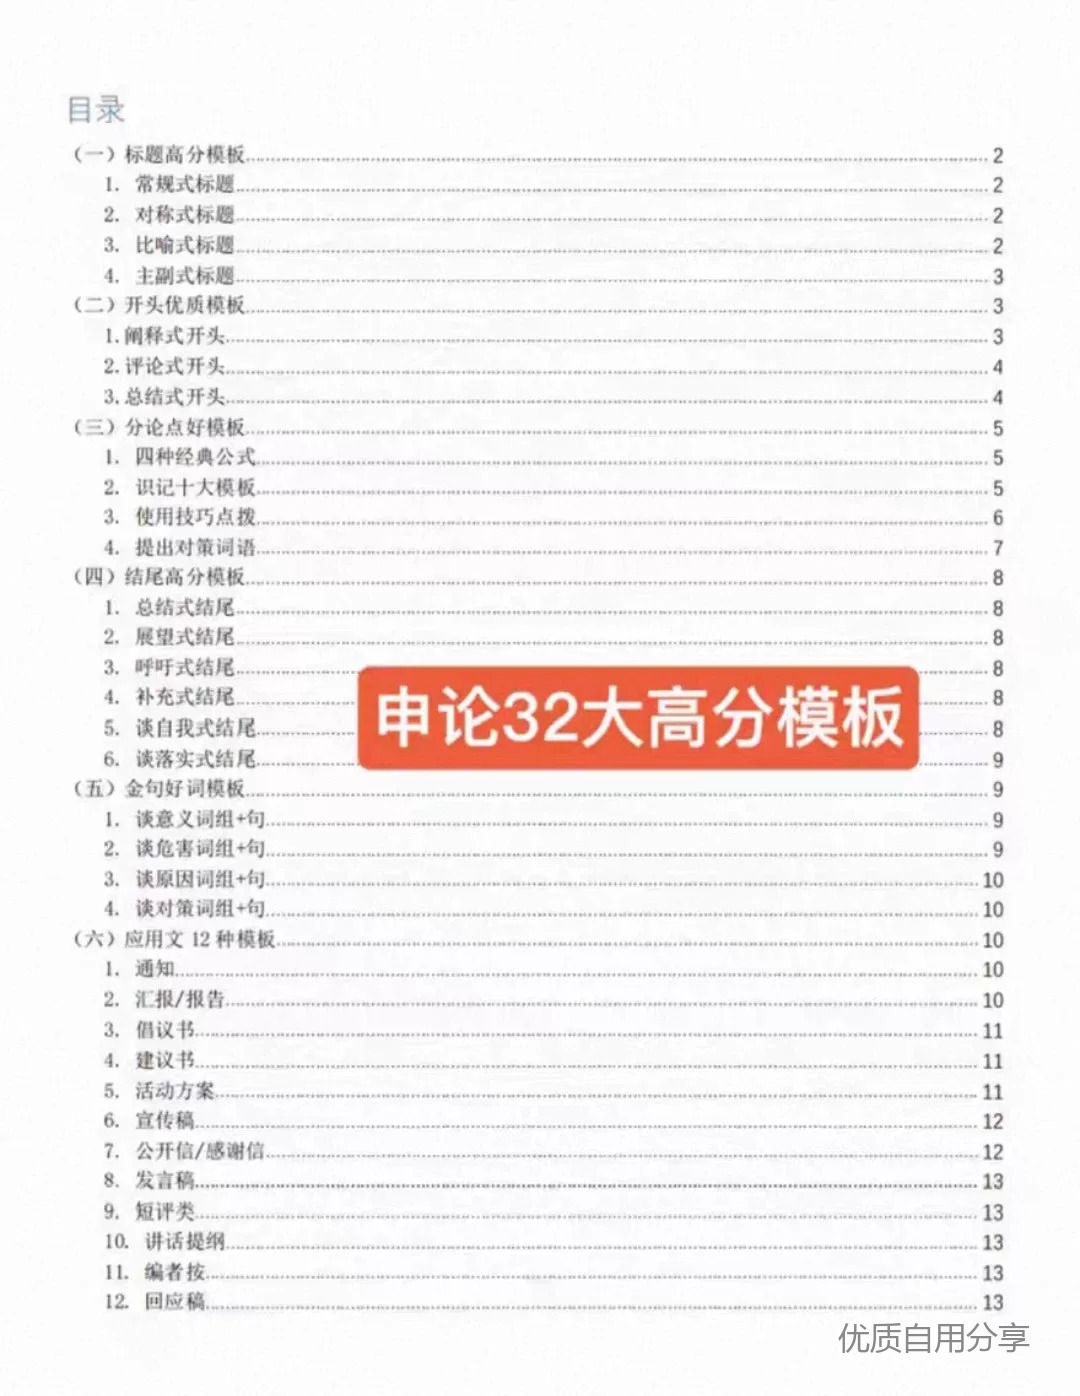 目录
（一）标题高分模板 2
1. 常规式标题 2
2. 对称式标题 2
3. 比喻式标题 2
4. 主副式标题 3
（二）开头优质模板 3
1.阐释式开头 3
2.评论式开头 4
3.总结式开头 4
（三）分论点好模板 5
1. 四种经典公式 5
2. 识记十大模板 5
3. 使用技巧点拨 6
4. 提出对策词语 7
（四）结尾高分模板 8
1. 总结式结尾 8
2. 展望式结尾 8
3. 呼吁式结尾 8
4. 补充式结尾 8
5. 谈自我式结尾 8
6. 谈落实式结尾 9
申论32大高分模板
（五）金句好词模板 9
1. 谈意义词组+句 9
2. 谈危害词组+句 9
3. 谈原因词组+句 10
4. 谈对策词组+句 10
（六）应用文 12 种模板 10
1. 通知 10
2. 汇报/报告 10
3. 倡议书 11
4. 建议书 11
5. 活动方案 11
6. 宣传稿 12
7. 公开信/感谢信 12
8. 发言稿 13
9. 短评类 13
10. 讲话提纲 13
11. 编者按 13
12. 回应稿 13
优质自用分享